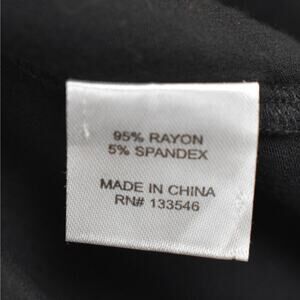 95% RAYON
5% SPANDEX
MADE IN CHINA
RN# 133546